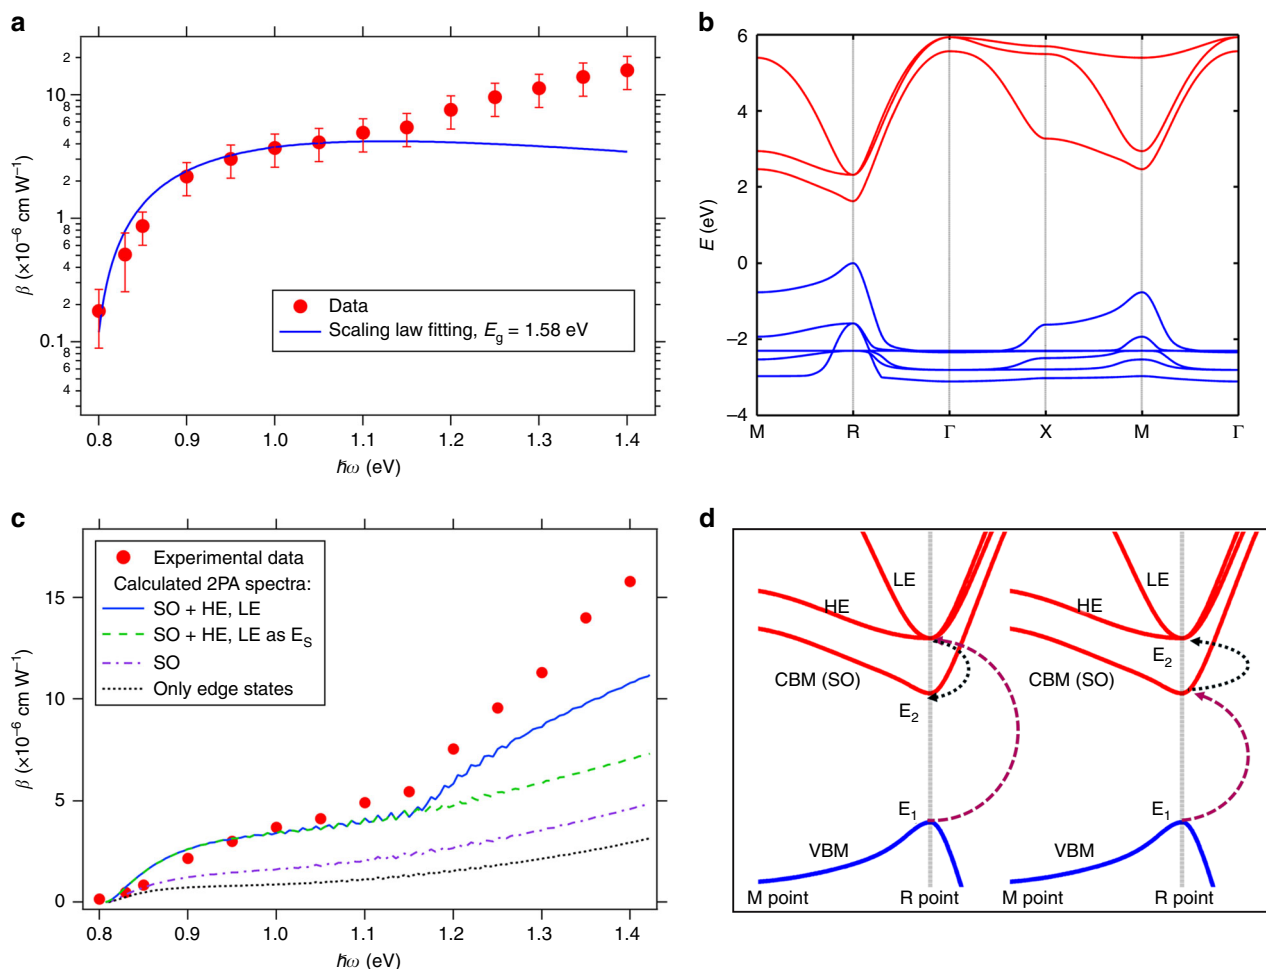 a
β (×10⁻⁶ cm W⁻¹)
2
10
8
6
4
2
1
8
6
4
2
0.1
8
6
4
Data
Scaling law fitting, E_g = 1.58 eV
0.8 0.9 1.0 1.1 1.2 1.3 1.4
ℏω (eV)
b
E (eV)
6
4
2
0
−2
−4
M R Γ X M Γ
c
β (×10⁻⁶ cm W⁻¹)
15
10
5
0
Experimental data
Calculated 2PA spectra:
SO + HE, LE
SO + HE, LE as E_S
SO
Only edge states
0.8 0.9 1.0 1.1 1.2 1.3 1.4
ℏω (eV)
d
LE
HE
CBM (SO)
E₂
E₁
VBM
M point R point
LE
HE
E₂
CBM (SO)
E₁
VBM
M point R point